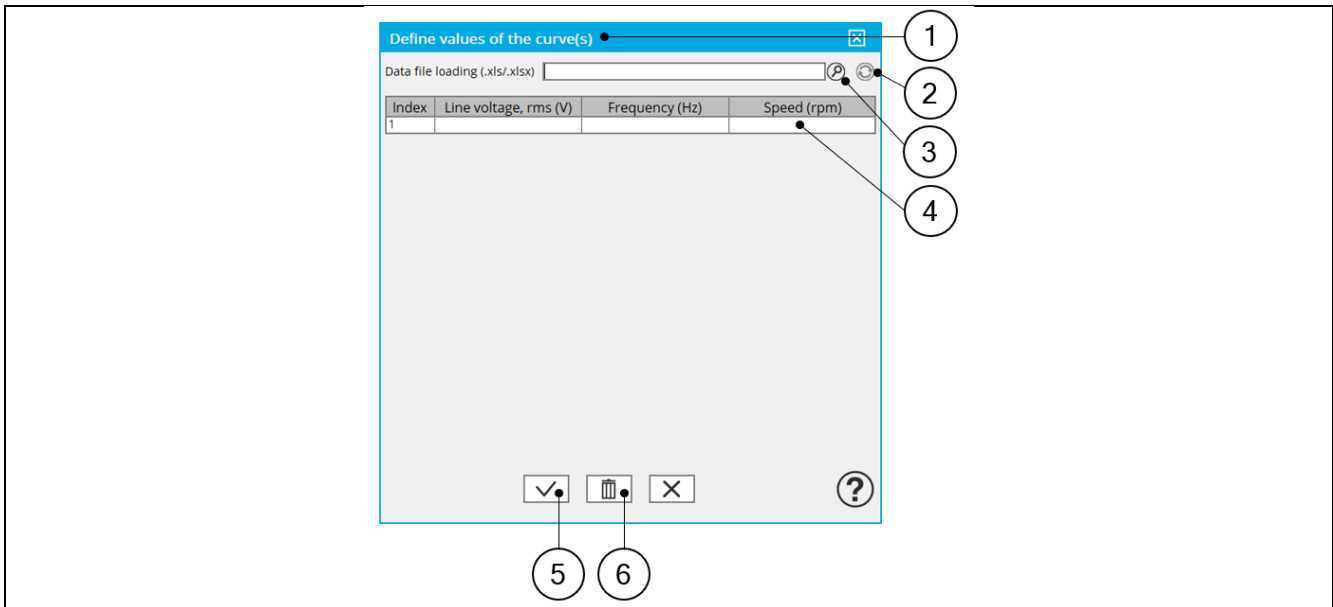 Define values of the curve(s)
1
Data file loading (.xls/.xlsx)
2
Index Line voltage, rms (V) Frequency (Hz) Speed (rpm)
1
3
4
?
5 6